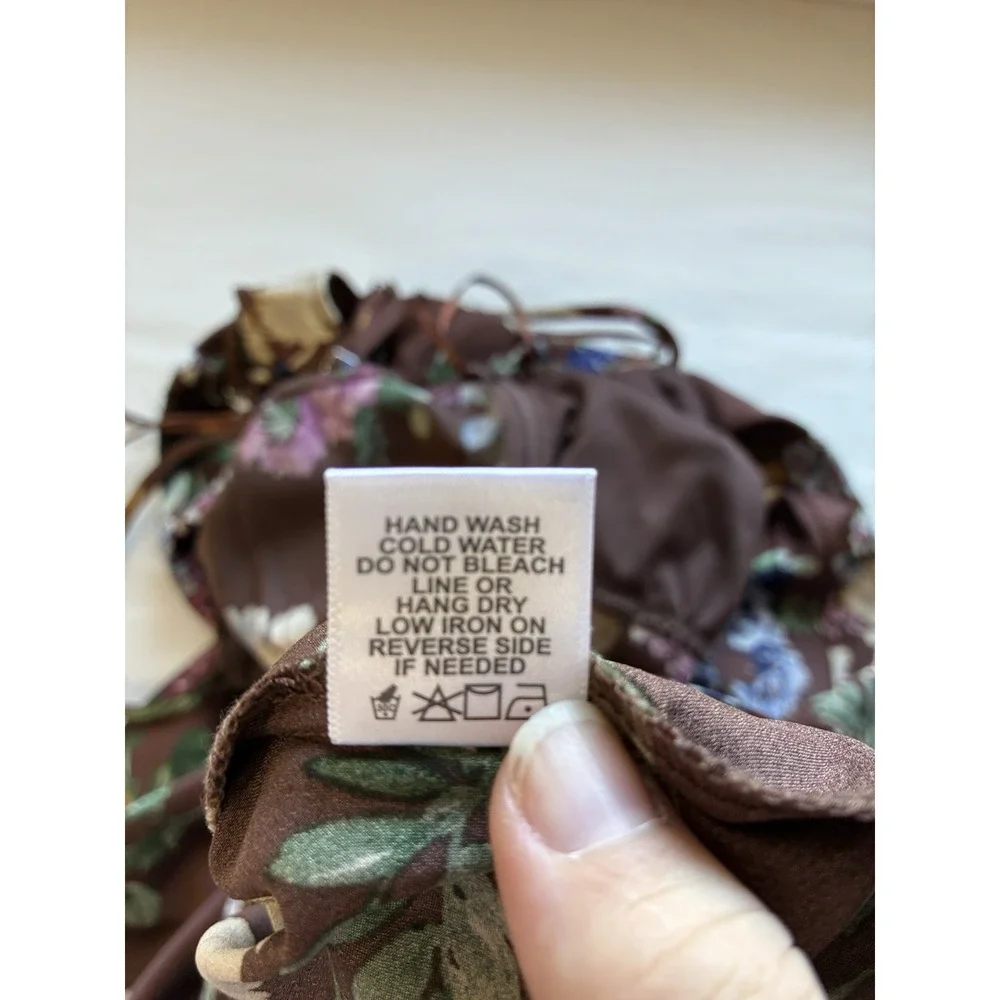 HAND WASH
COLD WATER
DO NOT BLEACH
LINE OR
HANG DRY
LOW IRON ON
REVERSE SIDE
IF NEEDED